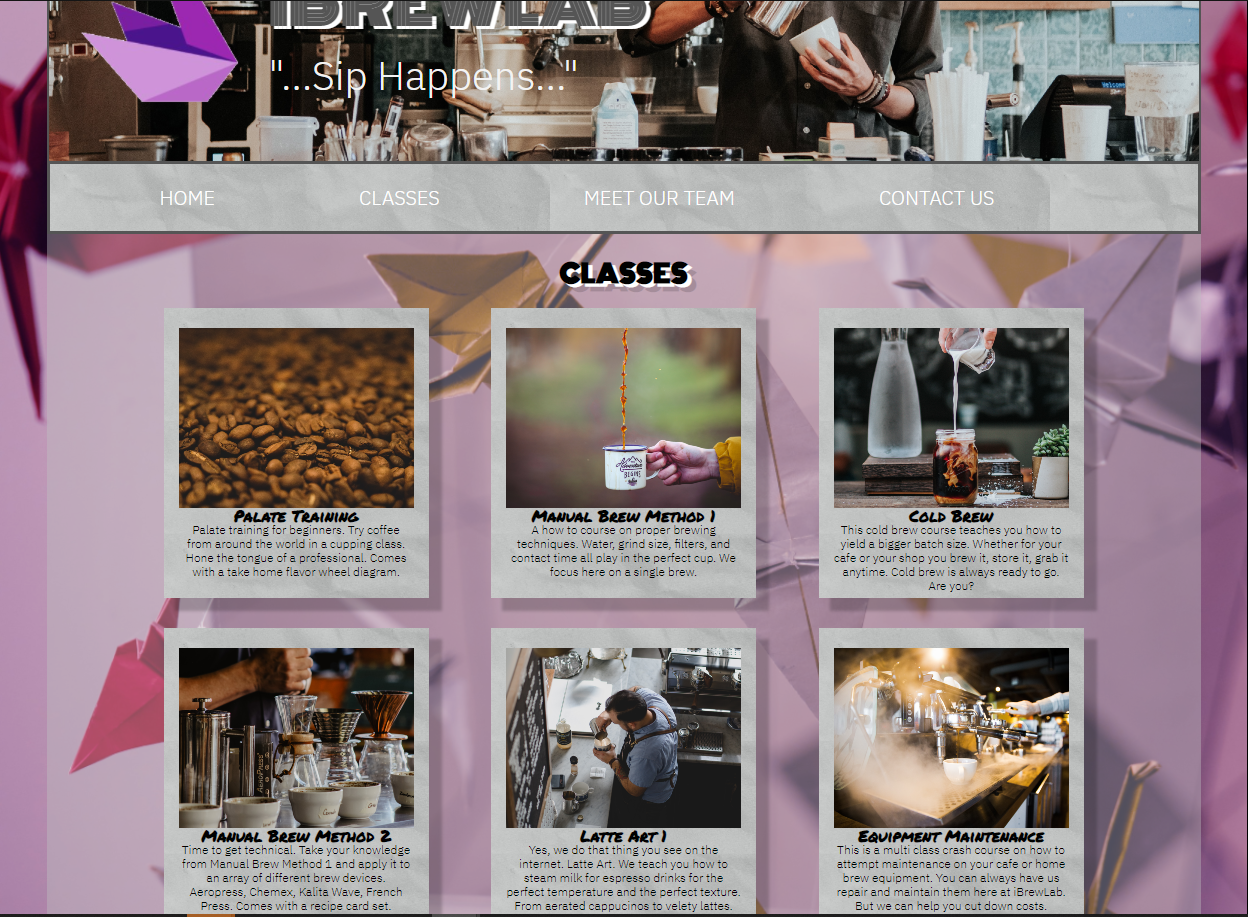 IBREWLAB
"...Sip Happens..."
HOME
CLASSES
MEET OUR TEAM
CONTACT US
CLASSES
Palate Training
Palate training for beginners. Try coffee
from around the world in a cupping class.
Hone the tongue of a professional. Comes
with a take home flavor wheel diagram.
Adventure
BEGINS
Manual Brew Method 1
A how to course on proper brewing
techniques. Water, grind size, filters, and
contact time all play in the perfect cup. We
focus here on a single brew.
Cold Brew
This cold brew course teaches you how to
yield a bigger batch size. Whether for your
cafe or your shop you brew it, store it, grab it
anytime. Cold brew is always ready to go.
Are you?
AEROPRESS
Manual Brew Method 2
Time to get technical. Take your knowledge
from Manual Brew Method 1 and apply it to
an array of different brew devices.
Aeropress, Chemex, Kalita Wave, French
Press. Comes with a recipe card set.
Latte Art 1
Yes, we do that thing you see on the
internet. Latte Art. We teach you how to
steam milk for espresso drinks for the
perfect temperature and the perfect texture.
From aerated cappucinos to velety lattes.
Equipment Maintenance
This is a multi class crash course on how to
attempt maintenance on your cafe or home
brew equipment. You can always have us
repair and maintain them here at iBrewLab.
But we can help you cut down costs.